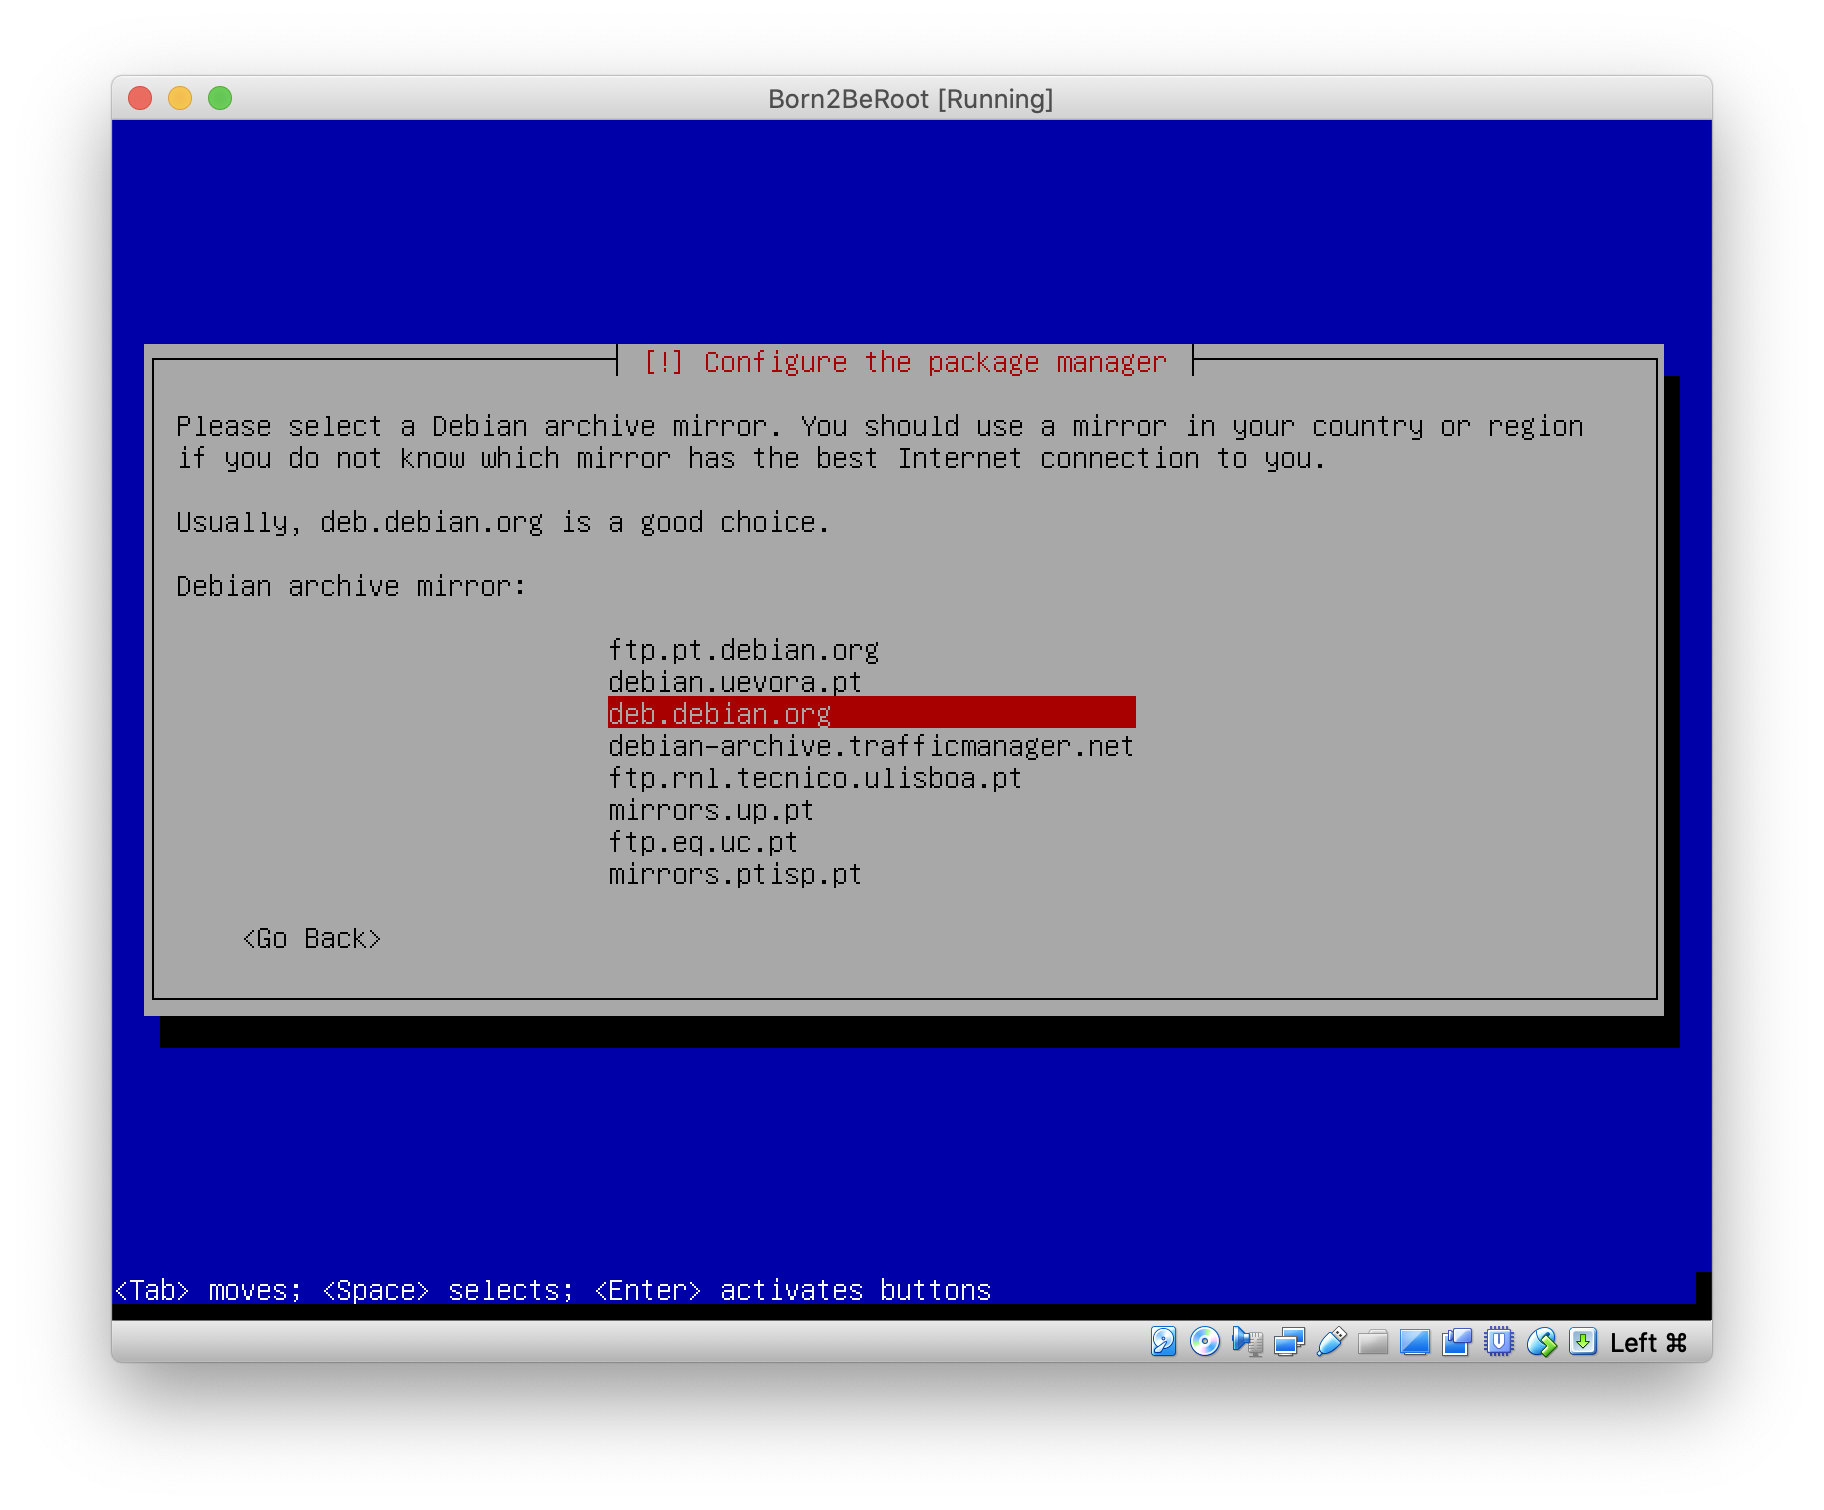 Born2BeRoot [Running]
[!] Configure the package manager
Please select a Debian archive mirror. You should use a mirror in your country or region
if you do not know which mirror has the best Internet connection to you.
Usually, deb.debian.org is a good choice.
Debian archive mirror:
ftp.pt.debian.org
debian.uevora.pt
deb.debian.org
debian-archive.trafficmanager.net
ftp.rnl.tecnico.ulisboa.pt
mirrors.up.pt
ftp.eq.uc.pt
mirrors.ptisp.pt
<Go Back>
<Tab> moves; <Space> selects; <Enter> activates buttons
Left ⌘